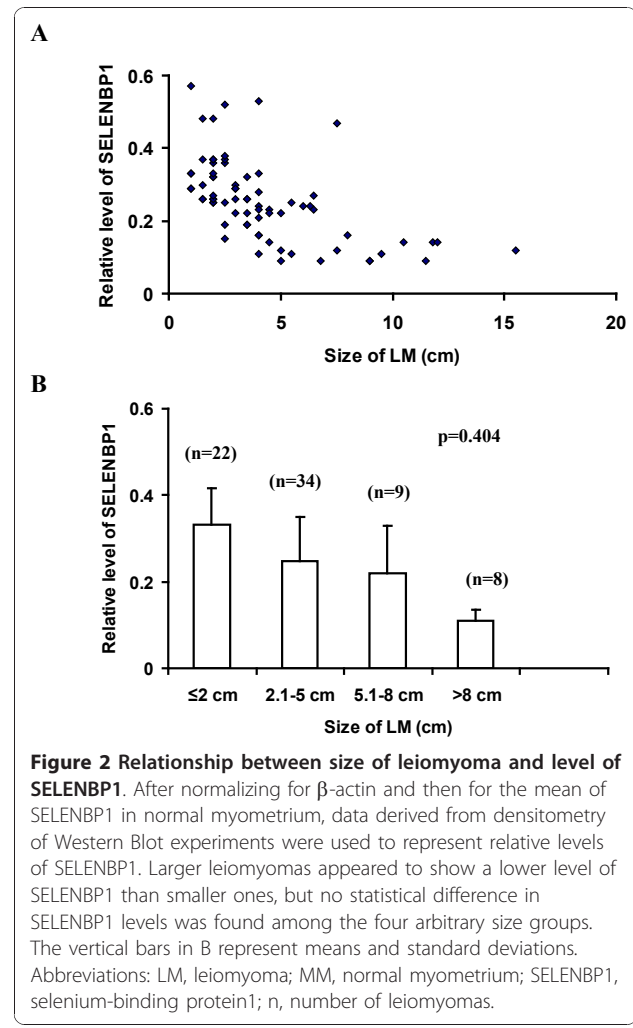 A
Relative level of SELENBP1
0.6
0.4
0.2
0
0 5 10 15 20
Size of LM (cm)
B
Relative level of SELENBP1
0.6
0.4
0.2
0
p=0.404
(n=22)
(n=34)
(n=9)
(n=8)
≤2 cm 2.1-5 cm 5.1-8 cm >8 cm
Size of LM (cm)
Figure 2 Relationship between size of leiomyoma and level of
SELENBP1. After normalizing for β-actin and then for the mean of
SELENBP1 in normal myometrium, data derived from densitometry
of Western Blot experiments were used to represent relative levels
of SELENBP1. Larger leiomyomas appeared to show a lower level of
SELENBP1 than smaller ones, but no statistical difference in
SELENBP1 levels was found among the four arbitrary size groups.
The vertical bars in B represent means and standard deviations.
Abbreviations: LM, leiomyoma; MM, normal myometrium; SELENBP1,
selenium-binding protein1; n, number of leiomyomas.